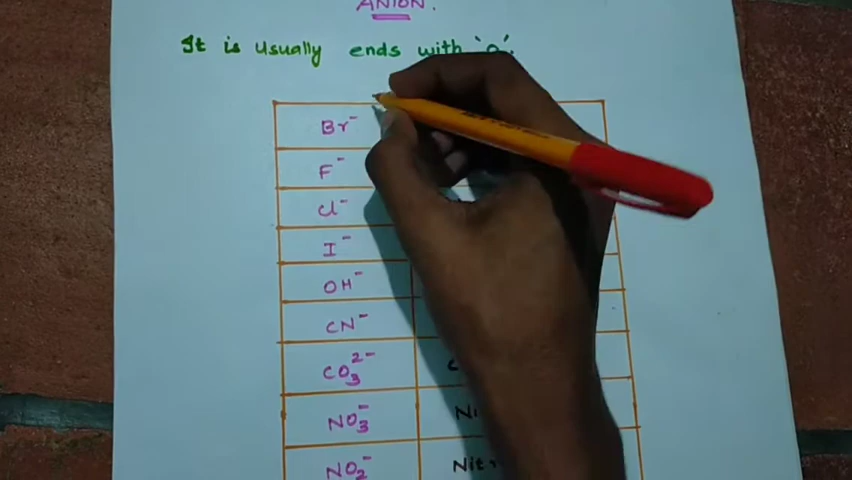 ANION.
It is usually ends with 'o'.
Br⁻
F⁻
Cl⁻
I⁻
OH⁻
CN⁻
CO₃²⁻
NO₃⁻
NO₂⁻